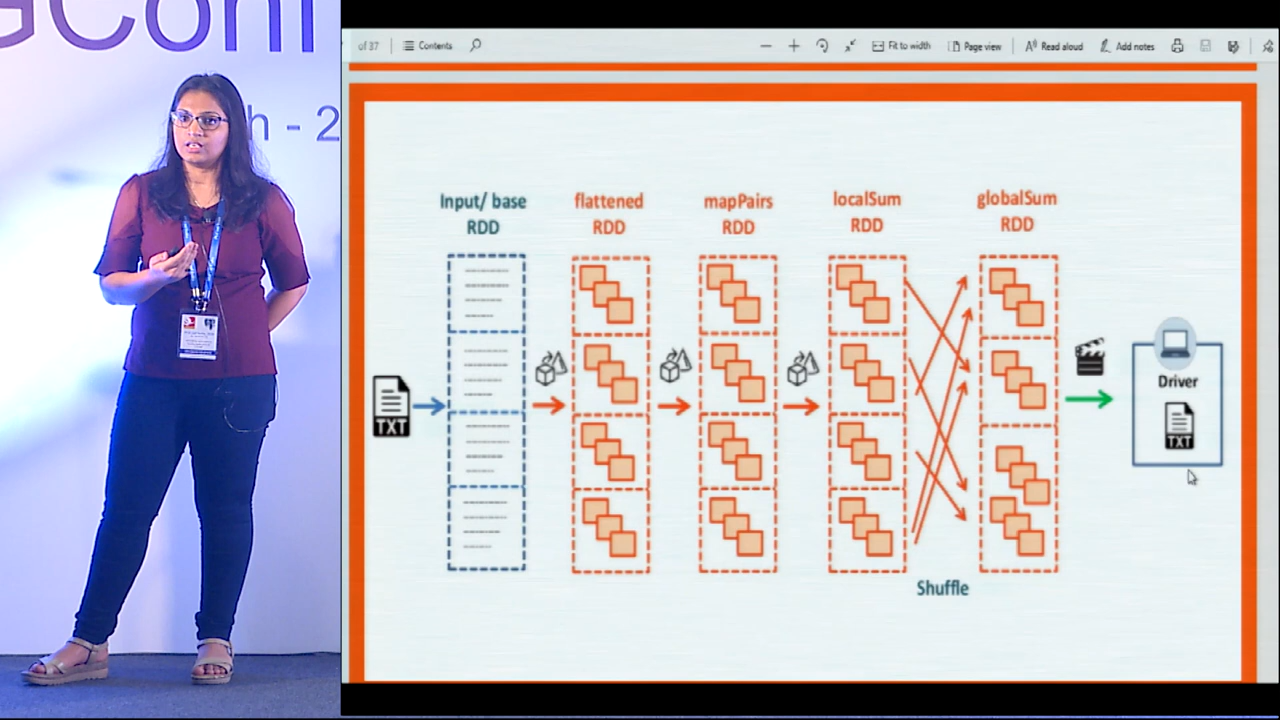 GConf
h - 2
of 37
Contents
Fit to width
Page view
Read aloud
Add notes
Input/ base
RDD
flattened
RDD
mapPairs
RDD
localSum
RDD
globalSum
RDD
TXT
Driver
TXT
Shuffle